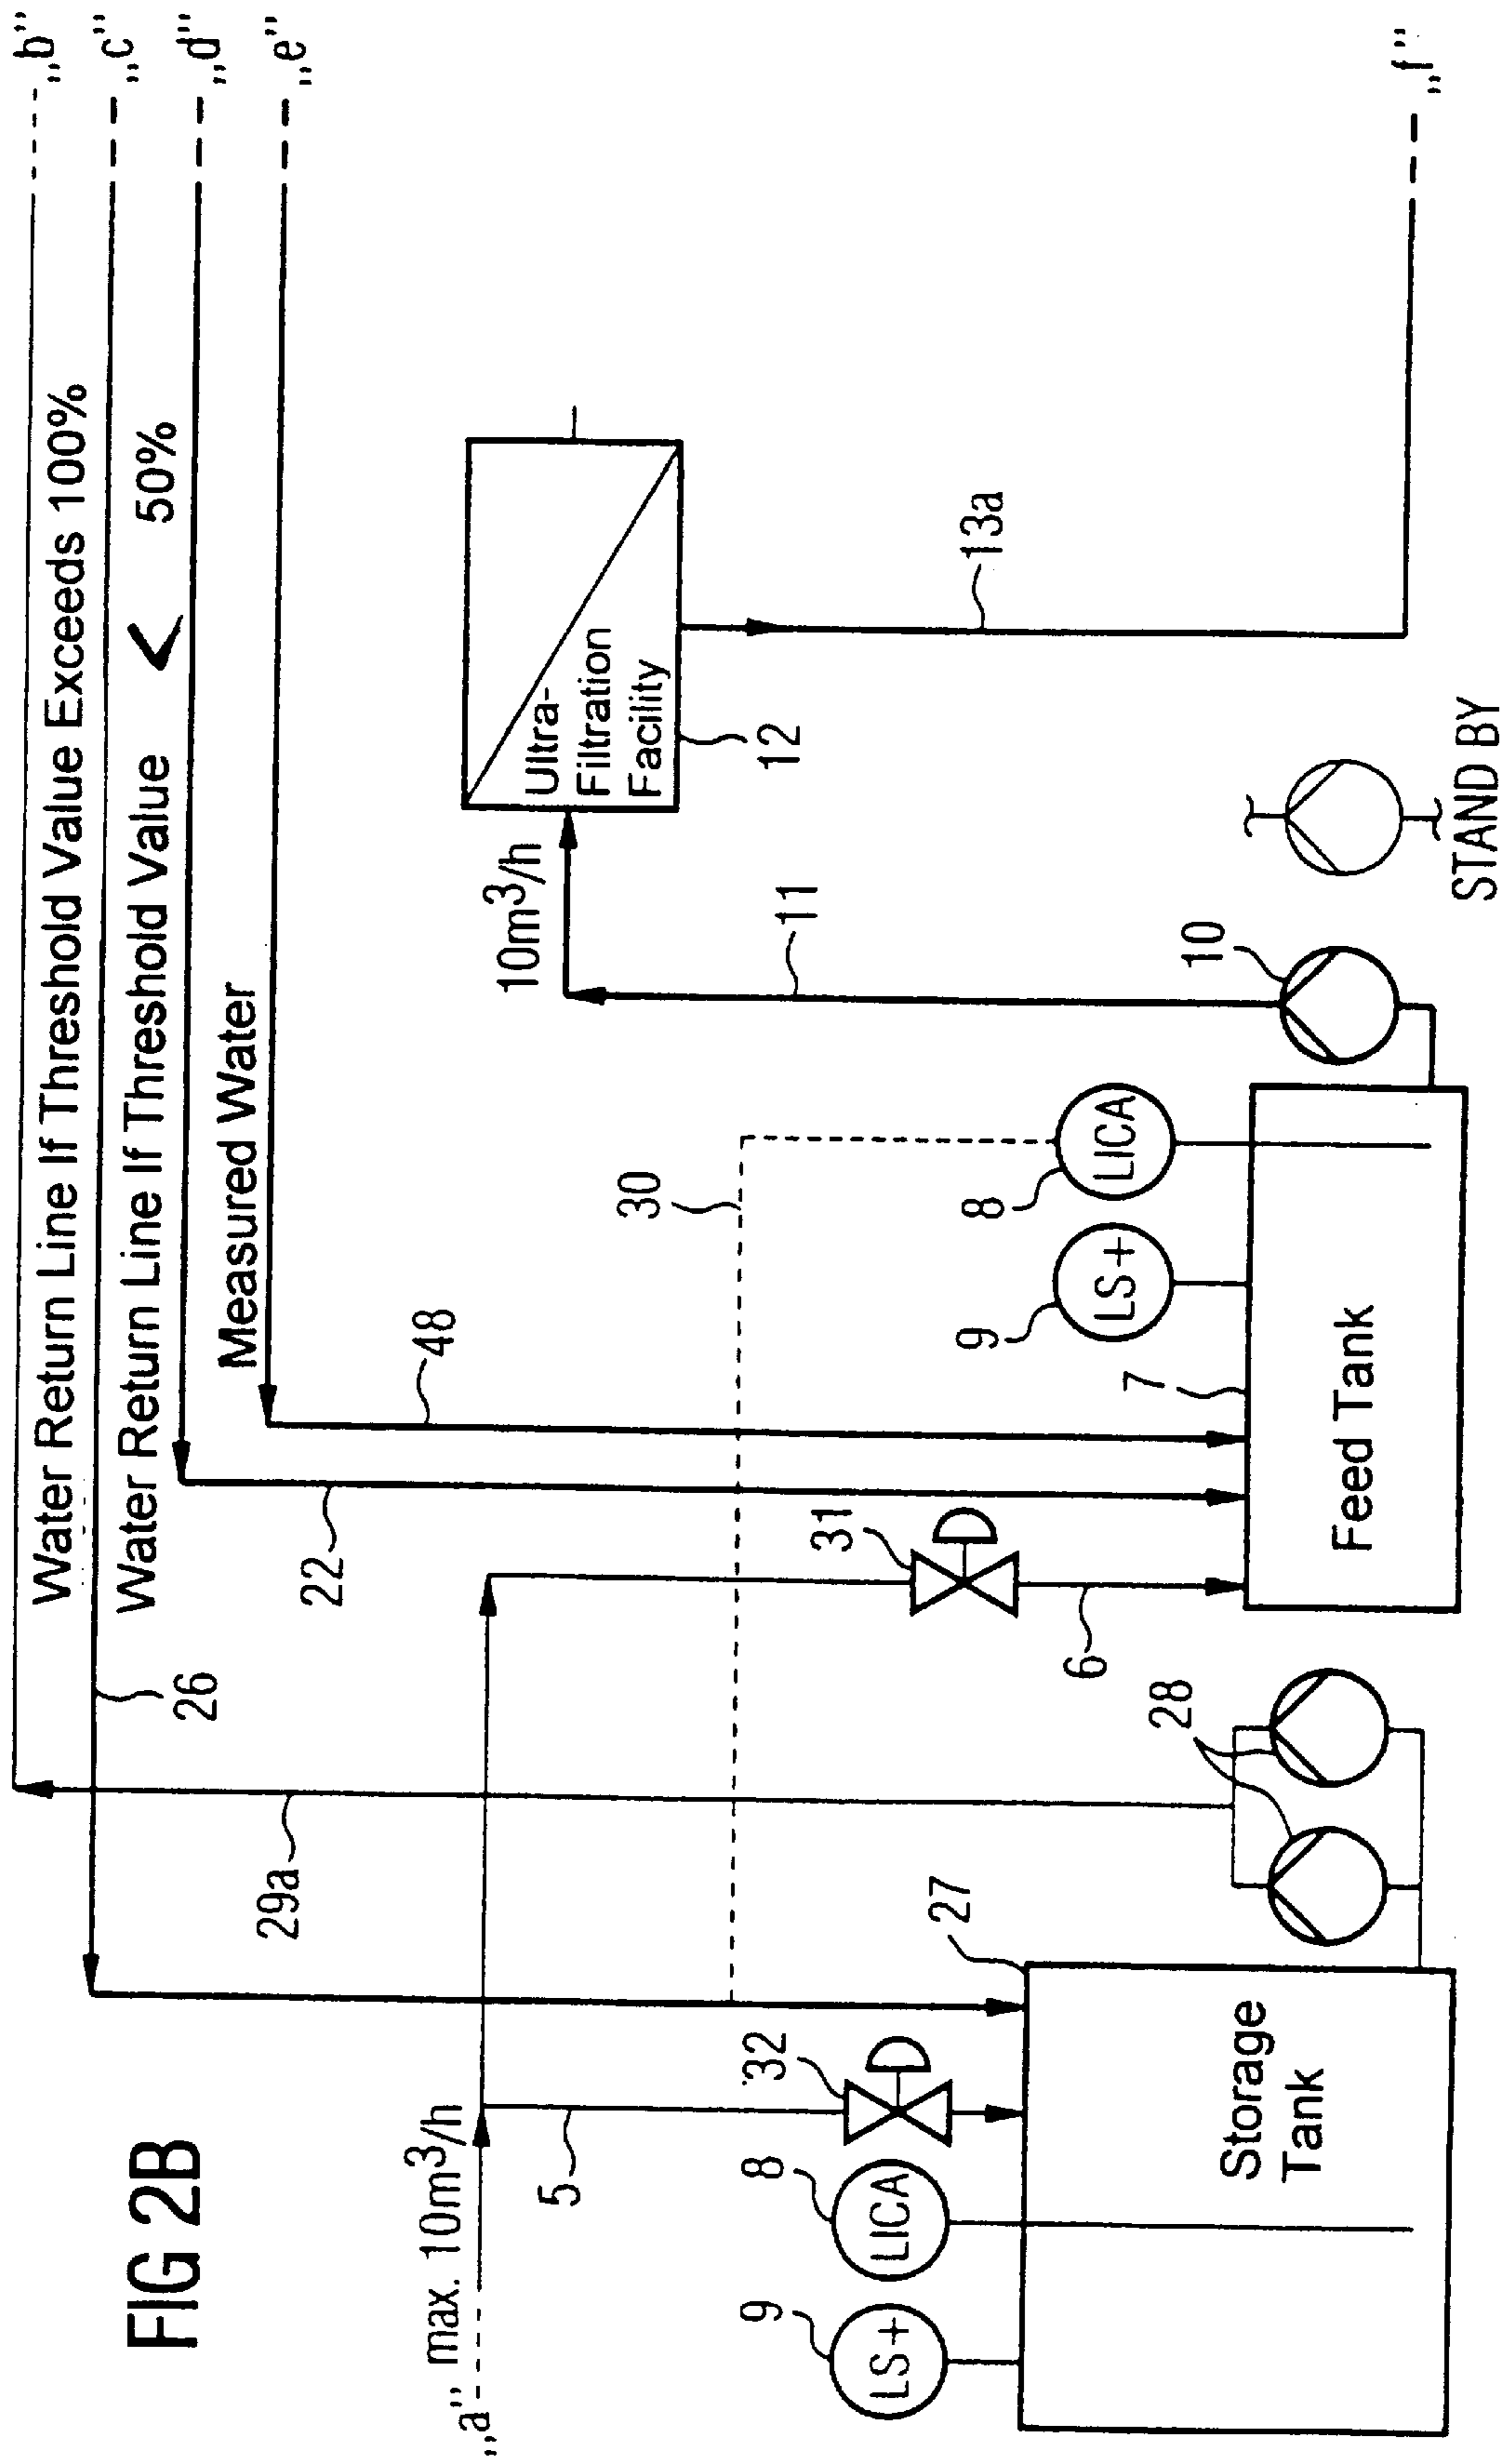 FIG 2B
„b”
Water Return Line If Threshold Value Exceeds 100%
„c”
26
Water Return Line If Threshold Value < 50%
„d”
Measured Water
„e”
29a
22
48
„a” max. 10m³/h
10m³/h
Ultra-
Filtration
Facility
12
5
30
11
13a
9
8
32
31
LS+
LICA
27
6
9
8
LS+
LICA
28
7
10
Storage
Tank
Feed Tank
STAND BY
„f”